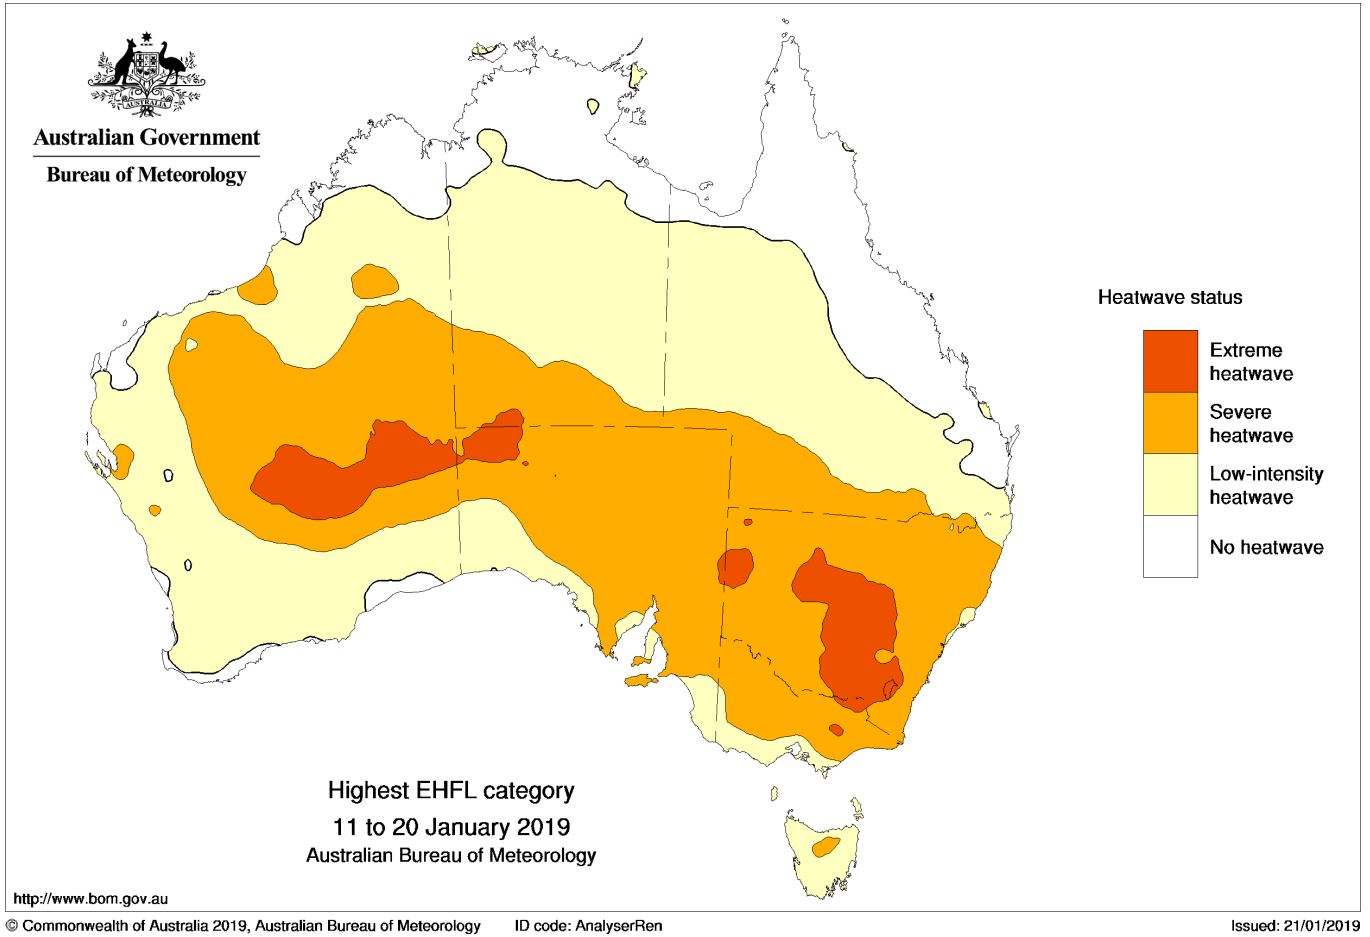 AUSTRALIA
Australian Government
Bureau of Meteorology
Heatwave status
Extreme
heatwave
Severe
heatwave
Low-intensity
heatwave
No heatwave
Highest EHFL category
11 to 20 January 2019
Australian Bureau of Meteorology
http://www.bom.gov.au
© Commonwealth of Australia 2019, Australian Bureau of Meteorology ID code: AnalyserRen Issued: 21/01/2019